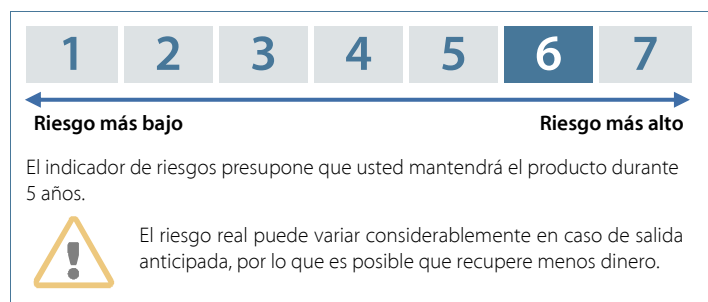 1 2 3 4 5 6 7
Riesgo más bajo Riesgo más alto
El indicador de riesgos presupone que usted mantendrá el producto durante
5 años.
El riesgo real puede variar considerablemente en caso de salida
anticipada, por lo que es posible que recupere menos dinero.